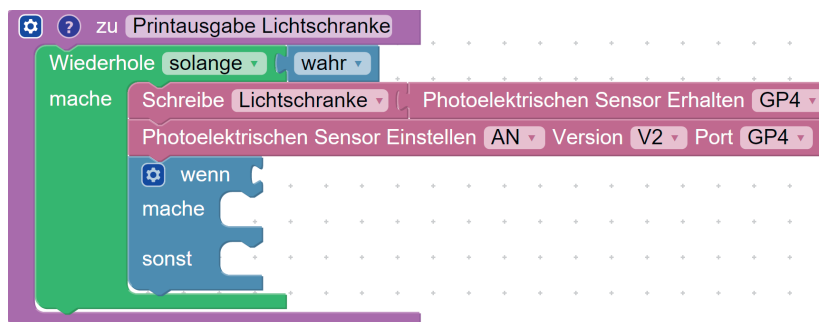 ? zu Printausgabe Lichtschranke
Wiederhole solange wahr
mache Schreibe Lichtschranke Photoelektrischen Sensor Erhalten GP4
Photoelektrischen Sensor Einstellen AN Version V2 Port GP4
wenn
mache
sonst